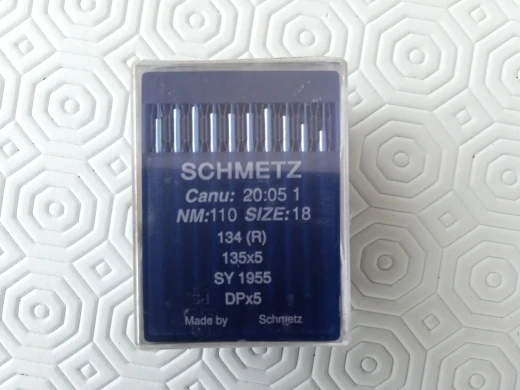 SCHMETZ
Canu: 20:05 1
NM:110 SIZE:18
134 (R)
135x5
SY 1955
DPx5
Made by Schmetz